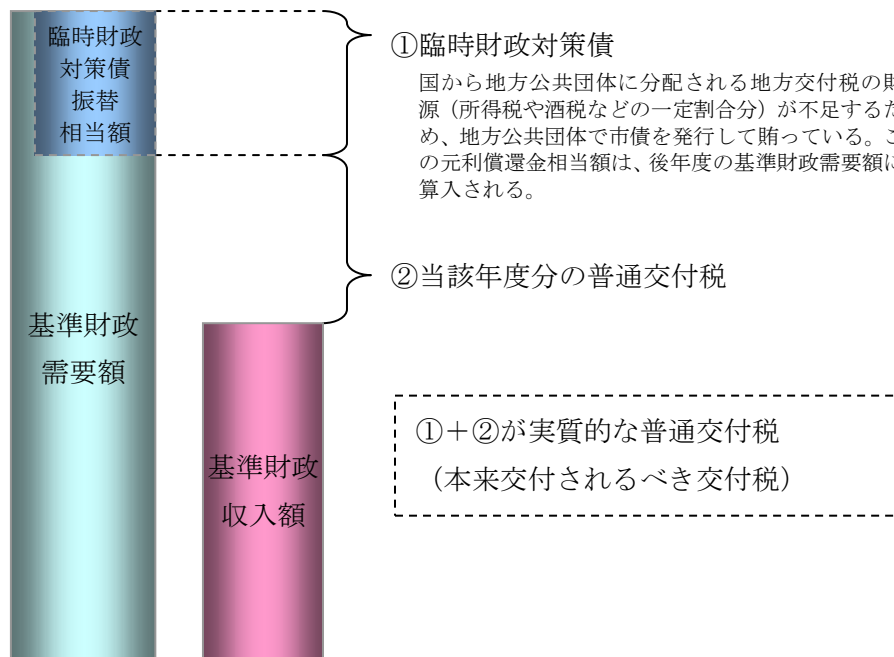 臨時財政
対策債
振替
相当額
①臨時財政対策債
国から地方公共団体に分配される地方交付税の財
源（所得税や酒税などの一定割合分）が不足するた
め、地方公共団体で市債を発行して賄っている。こ
の元利償還金相当額は、後年度の基準財政需要額に
算入される。
②当該年度分の普通交付税
基準財政
需要額
①＋②が実質的な普通交付税
（本来交付されるべき交付税）
基準財政
収入額